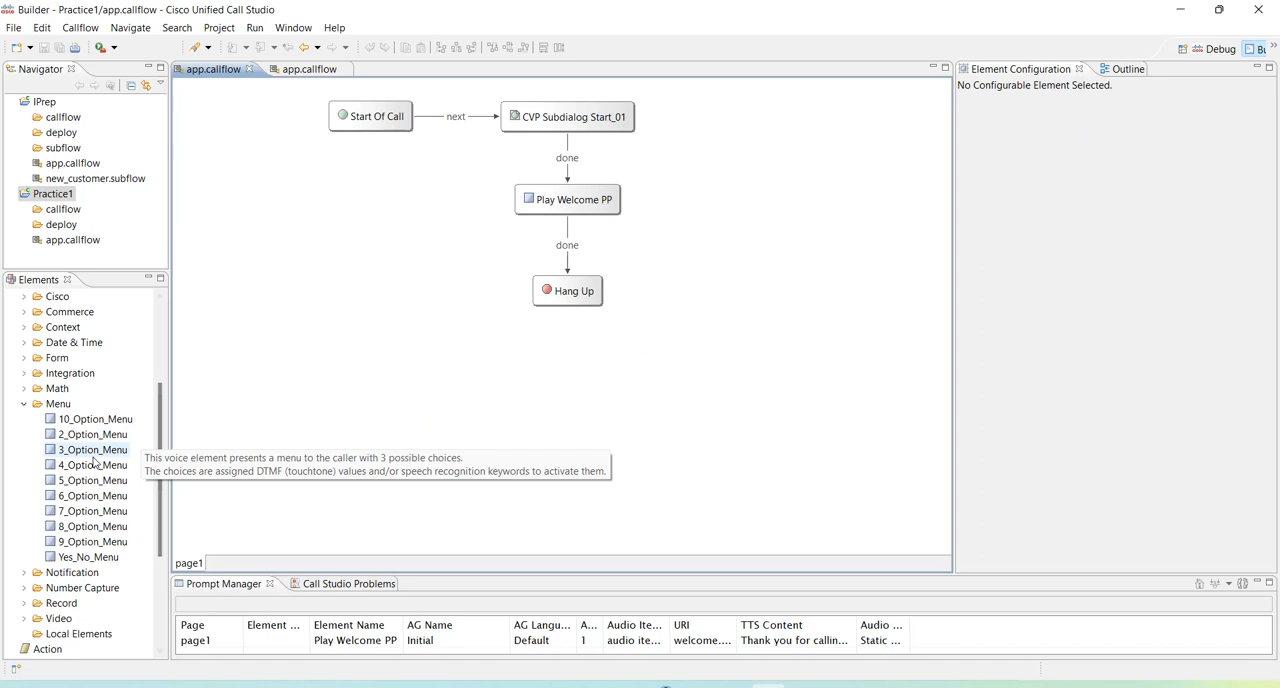 Builder - Practice1/app.callflow - Cisco Unified Call Studio
File Edit Callflow Navigate Search Project Run Window Help
Debug
Navigator
IPrep
callflow
deploy
subflow
app.callflow
new_customer.subflow
Practice1
callflow
deploy
app.callflow
Elements
Cisco
Commerce
Context
Date & Time
Form
Integration
Math
Menu
10_Option_Menu
2_Option_Menu
3_Option_Menu
4_Option_Menu
5_Option_Menu
6_Option_Menu
7_Option_Menu
8_Option_Menu
9_Option_Menu
Yes_No_Menu
Notification
Number Capture
Record
Video
Local Elements
Action
app.callflow app.callflow
Start Of Call next CVP Subdialog Start_01
done
Play Welcome PP
done
Hang Up
This voice element presents a menu to the caller with 3 possible choices.
The choices are assigned DTMF (touchtone) values and/or speech recognition keywords to activate them.
page1
Element Configuration Outline
No Configurable Element Selected.
Prompt Manager Call Studio Problems
Page Element ... Element Name AG Name AG Langu... A... Audio Ite... URI TTS Content Audio ...
page1 Play Welcome PP Initial Default 1 audio ite... welcome.... Thank you for callin... Static ...